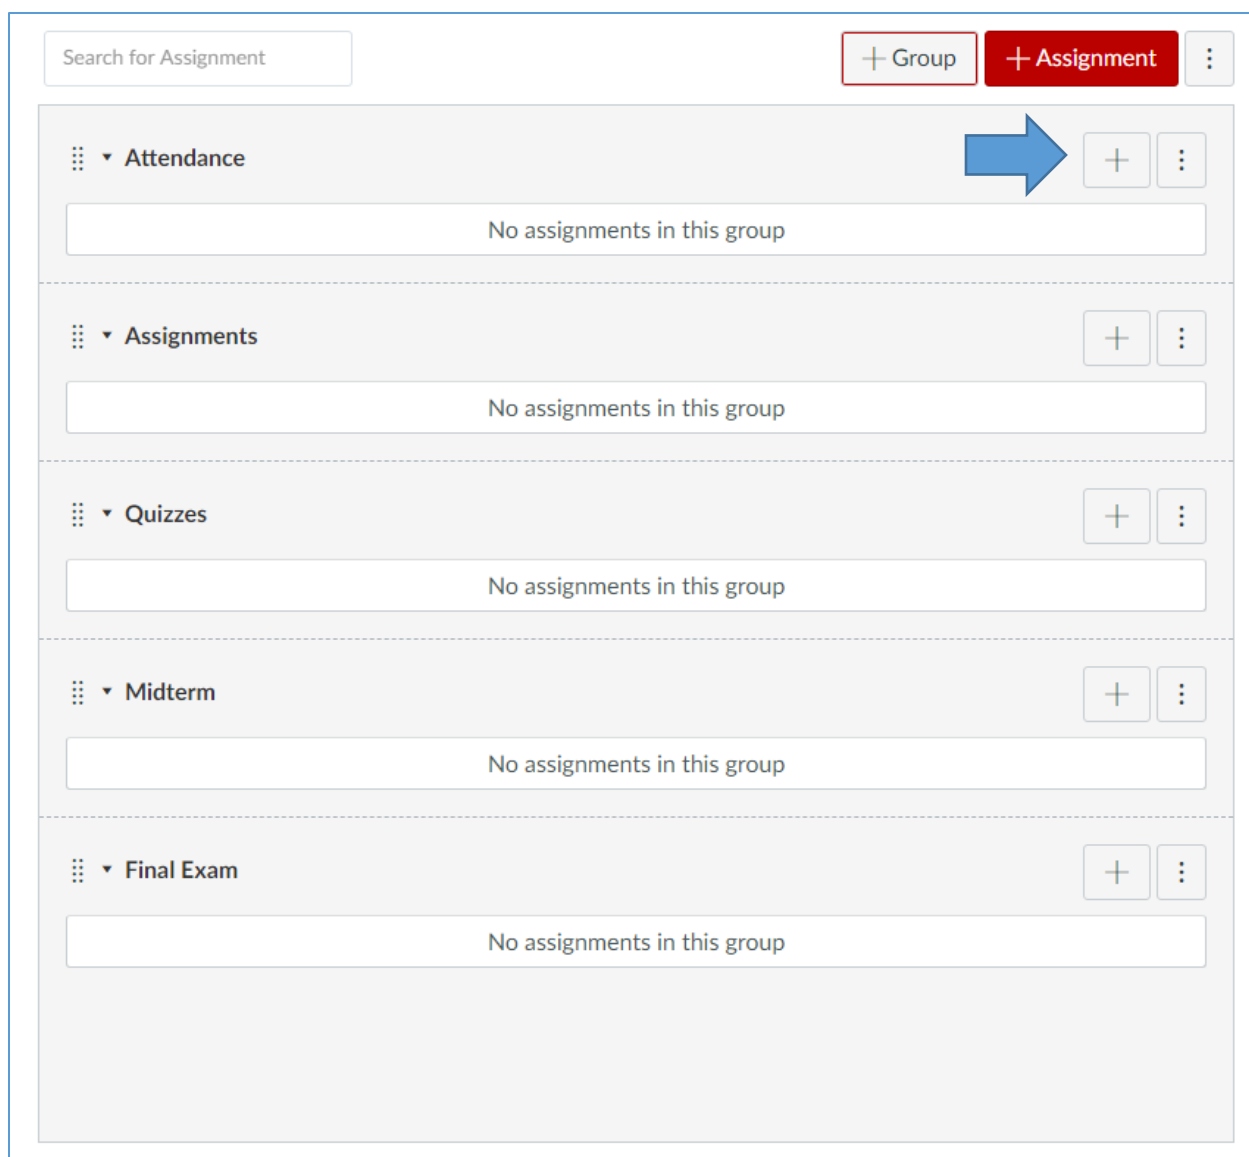 Search for Assignment
+ Group
+ Assignment
Attendance
No assignments in this group
Assignments
No assignments in this group
Quizzes
No assignments in this group
Midterm
No assignments in this group
Final Exam
No assignments in this group